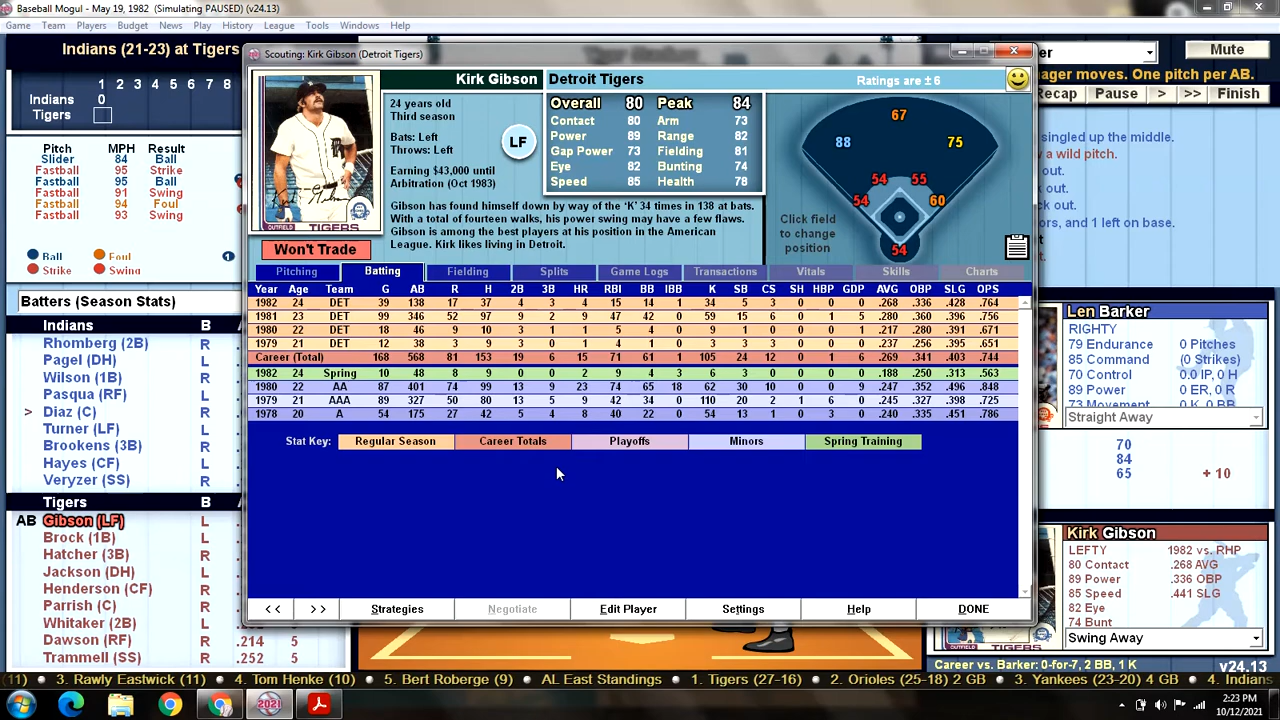 Baseball Mogul - May 19, 1982 (Simulating PAUSED) (v24.13)
Game Team Players Budget News Play History League Tools Windows Help
Indians (21-23) at Tigers
1 2 3 4 5 6 7 8
Indians 0
Tigers
Pitch MPH Result
Slider 84 Ball
Fastball 95 Strike
Fastball 95 Ball
Fastball 91 Swing
Fastball 94 Foul
Fastball 93 Swing
Ball Foul
Strike Swing
1
Batters (Season Stats)
Indians B
Rhomberg (2B) R
Pagel (DH) L
Wilson (1B) R
Pasqua (RF) L
> Diaz (C) R
Turner (LF) L
Brookens (3B) R
Hayes (CF) L
Veryzer (SS) R
Tigers B
AB Gibson (LF) L
Brock (1B) L
Hatcher (3B) R
Jackson (DH) L
Henderson (CF) R
Parrish (C) R
Whitaker (2B) L
Dawson (RF) R .214 5
Trammell (SS) R .252 5
Scouting: Kirk Gibson (Detroit Tigers)
Kirk Gibson
Detroit Tigers
Ratings are ± 6
OUTFIELD TIGERS
24 years old
Third season
Bats: Left
Throws: Left
Earning $43,000 until
Arbitration (Oct 1983)
LF
Overall 80 Peak 84
Contact 80 Arm 73
Power 89 Range 82
Gap Power 73 Fielding 81
Eye 82 Bunting 74
Speed 85 Health 78
67
88 75
54 55
54 60
54
Click field
to change
position
Gibson has found himself down by way of the 'K' 34 times in 138 at bats.
With a total of fourteen walks, his power swing may have a few flaws.
Gibson is among the best players at his position in the American
League. Kirk likes living in Detroit.
Won't Trade
Pitching Batting Fielding Splits Game Logs Transactions Vitals Skills Charts
Year Age Team G AB R H 2B 3B HR RBI BB IBB K SB CS SH HBP GDP AVG OBP SLG OPS
1982 24 DET 39 138 17 37 5 3 4 15 14 1 34 5 3 0 0 0 .268 .336 .428 .764
1981 23 DET 99 346 52 97 9 2 9 47 42 0 59 15 6 0 1 5 .280 .360 .396 .756
1980 22 DET 18 46 9 10 3 1 1 5 4 0 9 1 0 0 0 1 .217 .280 .391 .671
1979 21 DET 12 38 3 9 3 0 1 4 1 0 3 3 3 0 0 0 .237 .256 .395 .651
Career (Total) 168 568 81 153 19 6 15 71 61 1 105 24 12 0 1 6 .269 .341 .403 .744
1982 24 Spring 10 48 8 9 0 0 2 9 4 0 6 3 0 0 0 0 .188 .250 .313 .563
1980 22 AA 87 401 74 99 13 9 23 74 65 18 62 30 10 0 0 3 .247 .352 .496 .848
1979 21 AAA 89 327 50 80 13 5 9 42 34 0 110 20 2 0 1 6 .245 .327 .398 .725
1978 20 A 54 175 27 42 5 4 8 40 22 0 54 13 1 0 3 0 .240 .335 .451 .786
Stat Key: Regular Season Career Totals Playoffs Minors Spring Training
<< >> Strategies Negotiate Edit Player Settings Help DONE
Mute
nager moves. One pitch per AB.
Recap Pause > >> Finish
singled up the middle.
a wild pitch.
out.
ck out.
ors, and 1 left on base.
Len Barker
RIGHTY
79 Endurance 0 Pitches
85 Command (0 Strikes)
70 Control 0.0 IP, 0 H
89 Power 0 ER, 0 R
Straight Away
70
84
65 + 10
Kirk Gibson
LEFTY 1982 vs. RHP
80 Contact .268 AVG
89 Power .336 OBP
85 Speed .441 SLG
82 Eye
74 Bunt
Swing Away
Career vs. Barker: 0-for-7, 2 BB, 1 K
v24.13
(11) • 3. Rawly Eastwick (11) • 4. Tom Henke (10) • 5. Bert Roberge (9) • AL East Standings • 1. Tigers (27-16) • 2. Orioles (25-18) 2 GB • 3. Yankees (23-20) 4 GB • 4. Indians
2021
2:23 PM
10/12/2021